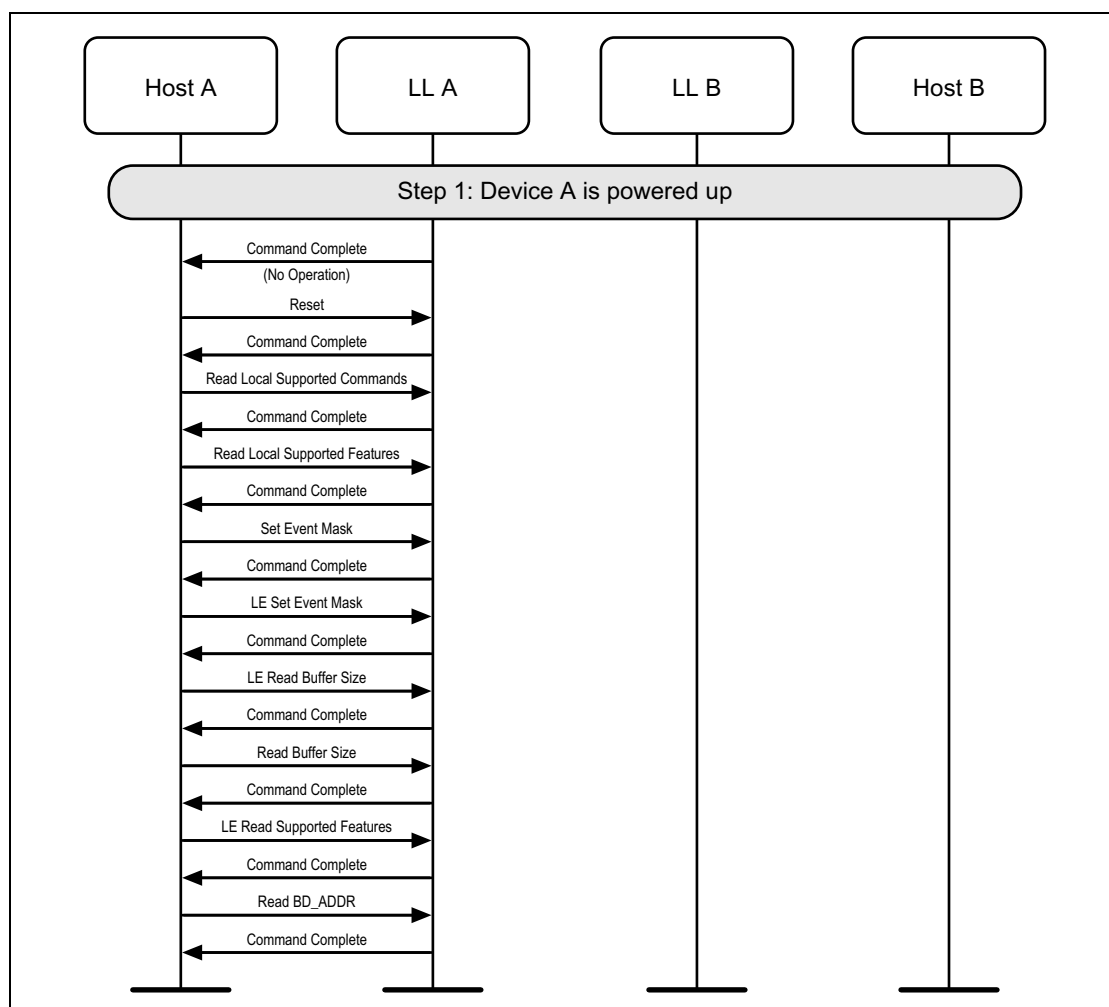 Host A
LL A
LL B
Host B
Step 1: Device A is powered up
Command Complete
(No Operation)
Reset
Command Complete
Read Local Supported Commands
Command Complete
Read Local Supported Features
Command Complete
Set Event Mask
Command Complete
LE Set Event Mask
Command Complete
LE Read Buffer Size
Command Complete
Read Buffer Size
Command Complete
LE Read Supported Features
Command Complete
Read BD_ADDR
Command Complete